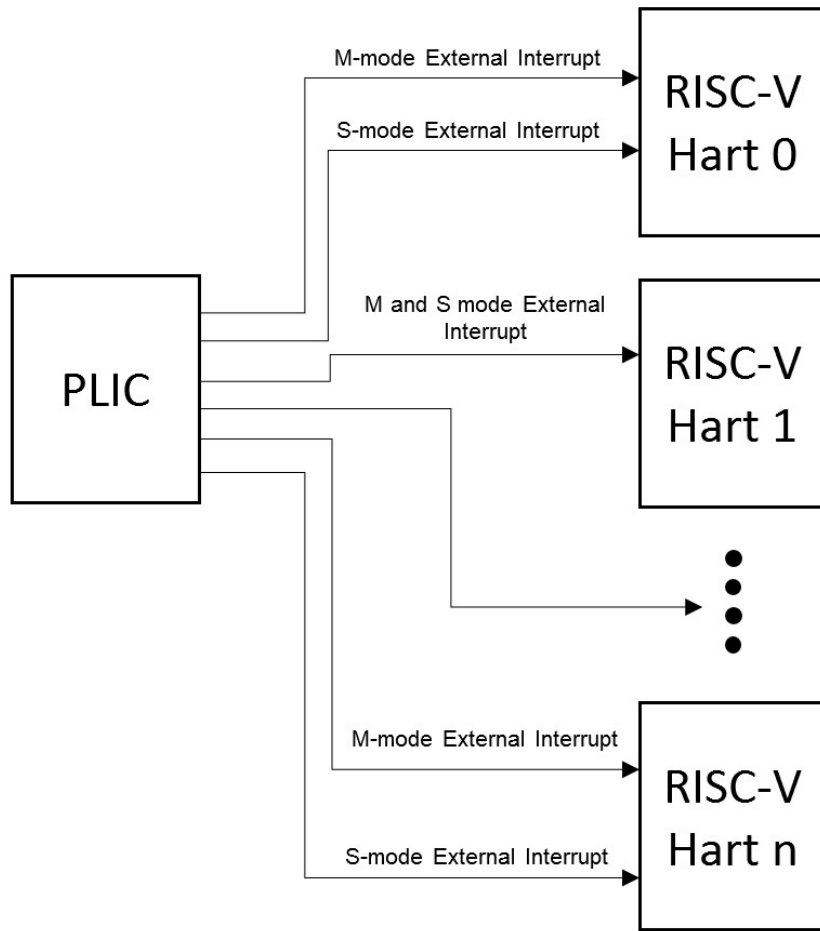 M-mode External Interrupt
RISC-V
Hart 0
S-mode External Interrupt
M and S mode External
Interrupt
RISC-V
Hart 1
PLIC
M-mode External Interrupt
RISC-V
Hart n
S-mode External Interrupt